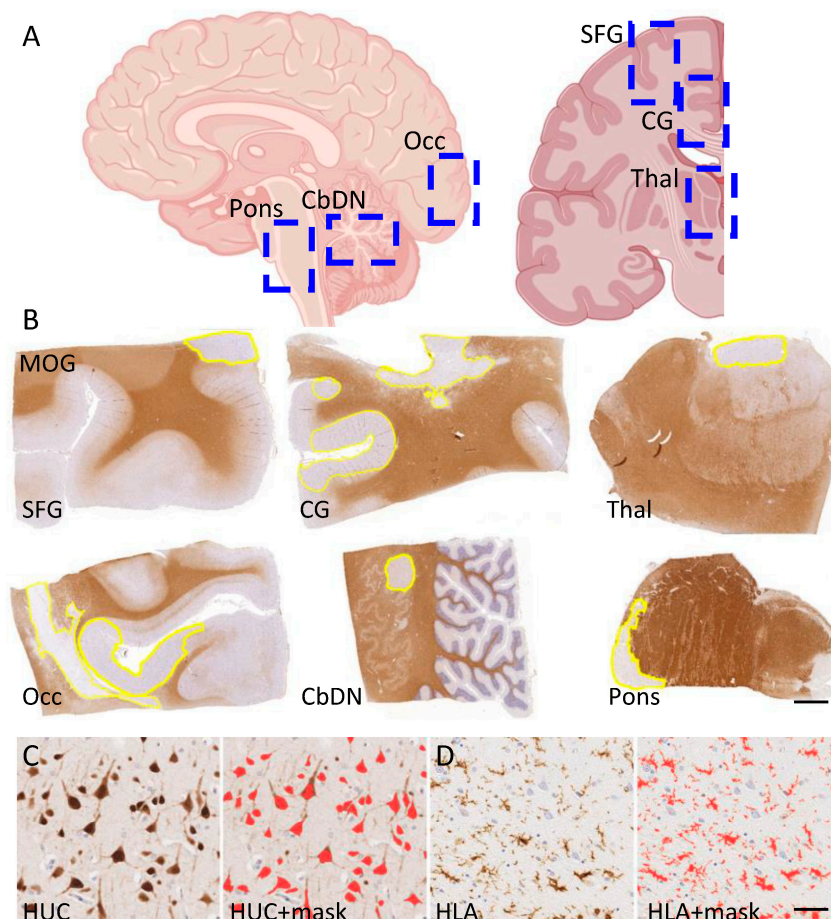 A
SFG
CG
Thal
Occ
Pons
CbDN
B
MOG
SFG
CG
Thal
Occ
CbDN
Pons
C
HUC
HUC+mask
D
HLA
HLA+mask